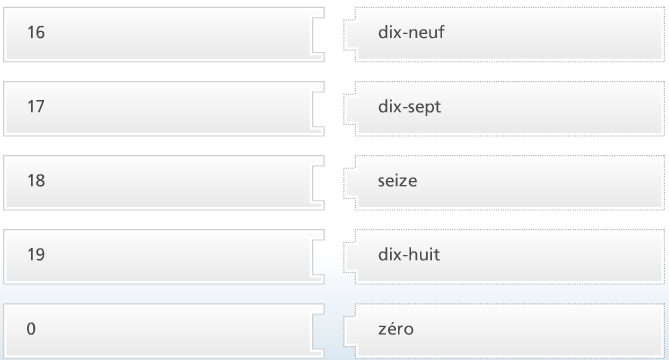 16 dix-neuf
17 dix-sept
18 seize
19 dix-huit
0 zéro